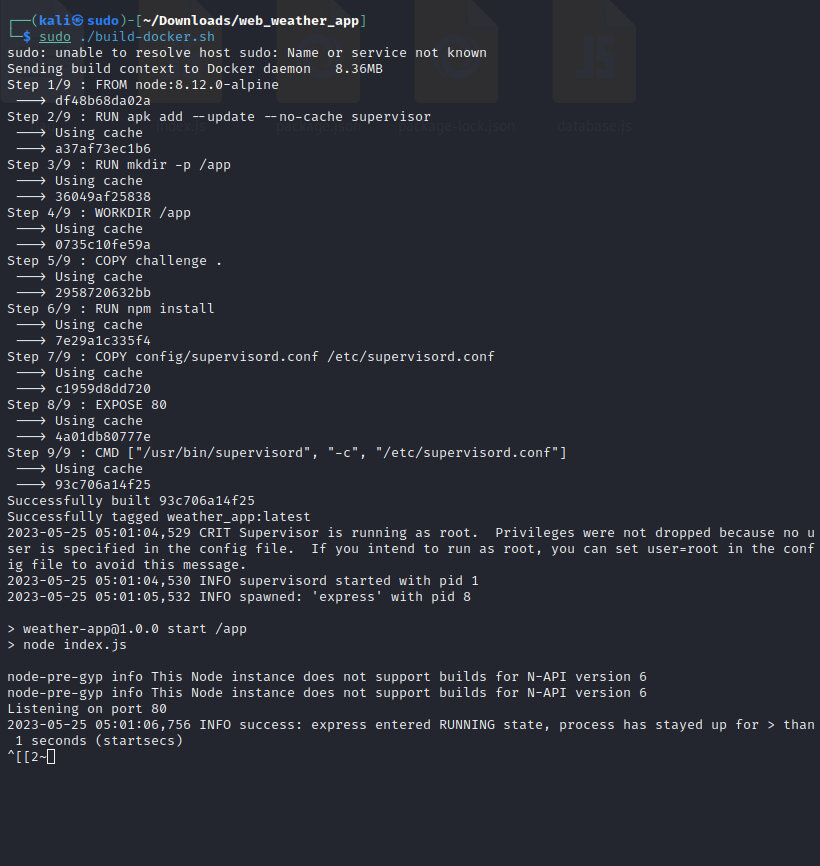 ┌──(kali㉿sudo)-[~/Downloads/web_weather_app]
└─$ sudo ./build-docker.sh
sudo: unable to resolve host sudo: Name or service not known
Sending build context to Docker daemon   8.36MB
Step 1/9 : FROM node:8.12.0-alpine
 ---> df48b68da02a
Step 2/9 : RUN apk add --update --no-cache supervisor
 ---> Using cache
 ---> a37af73ec1b6
Step 3/9 : RUN mkdir -p /app
 ---> Using cache
 ---> 36049af25838
Step 4/9 : WORKDIR /app
 ---> Using cache
 ---> 0735c10fe59a
Step 5/9 : COPY challenge .
 ---> Using cache
 ---> 2958720632bb
Step 6/9 : RUN npm install
 ---> Using cache
 ---> 7e29a1c335f4
Step 7/9 : COPY config/supervisord.conf /etc/supervisord.conf
 ---> Using cache
 ---> c1959d8dd720
Step 8/9 : EXPOSE 80
 ---> Using cache
 ---> 4a01db80777e
Step 9/9 : CMD ["/usr/bin/supervisord", "-c", "/etc/supervisord.conf"]
 ---> Using cache
 ---> 93c706a14f25
Successfully built 93c706a14f25
Successfully tagged weather_app:latest
2023-05-25 05:01:04,529 CRIT Supervisor is running as root.  Privileges were not dropped because no u
ser is specified in the config file.  If you intend to run as root, you can set user=root in the conf
ig file to avoid this message.
2023-05-25 05:01:04,530 INFO supervisord started with pid 1
2023-05-25 05:01:05,532 INFO spawned: 'express' with pid 8
> weather-app@1.0.0 start /app
> node index.js
node-pre-gyp info This Node instance does not support builds for N-API version 6
node-pre-gyp info This Node instance does not support builds for N-API version 6
Listening on port 80
2023-05-25 05:01:06,756 INFO success: express entered RUNNING state, process has stayed up for > than
 1 seconds (startsecs)
^[[2~
JS
index.js package.json package-lock.json database.js